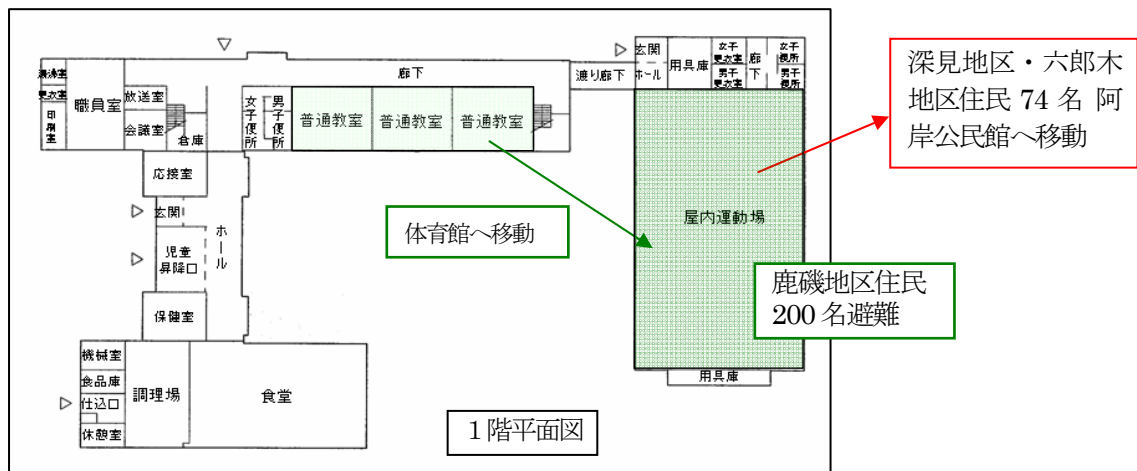 玄関
ホール
渡り廊下
用具庫
女子
更衣室
男子
更衣室
廊下
女子
便所
男子
便所
深見地区・六郎木
地区住民 74 名 阿
岸公民館へ移動
湯沸室
更衣室
印刷室
職員室
放送室
会議室
倉庫
女子便所
男子便所
廊下
普通教室
普通教室
普通教室
応接室
玄関
児童
昇降口
ホール
保健室
体育館へ移動
屋内運動場
鹿磯地区住民
200 名避難
用具庫
機械室
食品庫
仕込口
休憩室
調理場
食堂
1階平面図